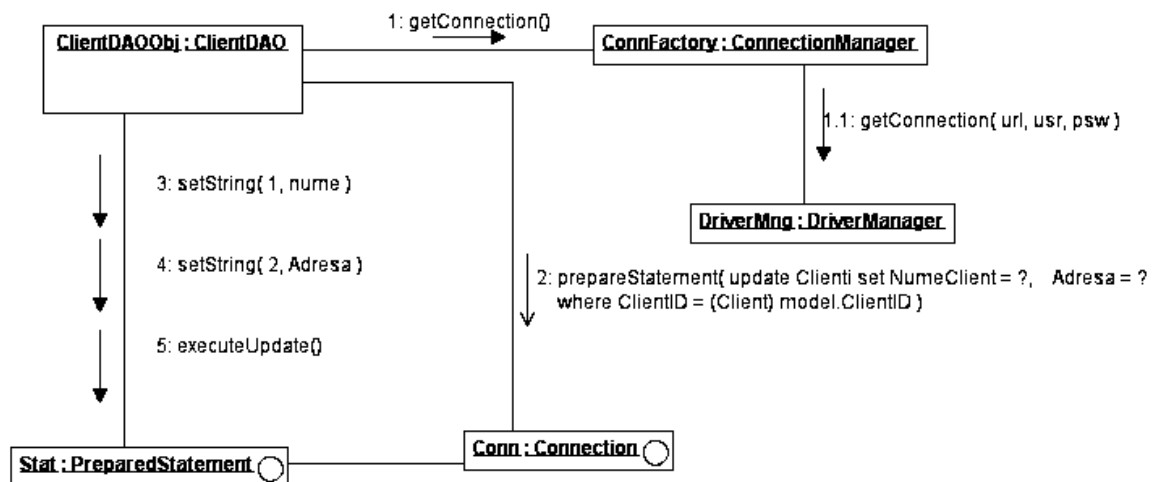 1: getConnection()
ClientDAOObj : ClientDAO
ConnFactory : ConnectionManager
1.1: getConnection( url, usr, psw )
3: setString( 1, nume )
DriverMng : DriverManager
4: setString( 2, Adresa )
2: prepareStatement( update Clienti set NumeClient = ?, Adresa = ?
where ClientID = (Client) model.ClientID )
5: executeUpdate()
Conn : Connection
Stat : PreparedStatement